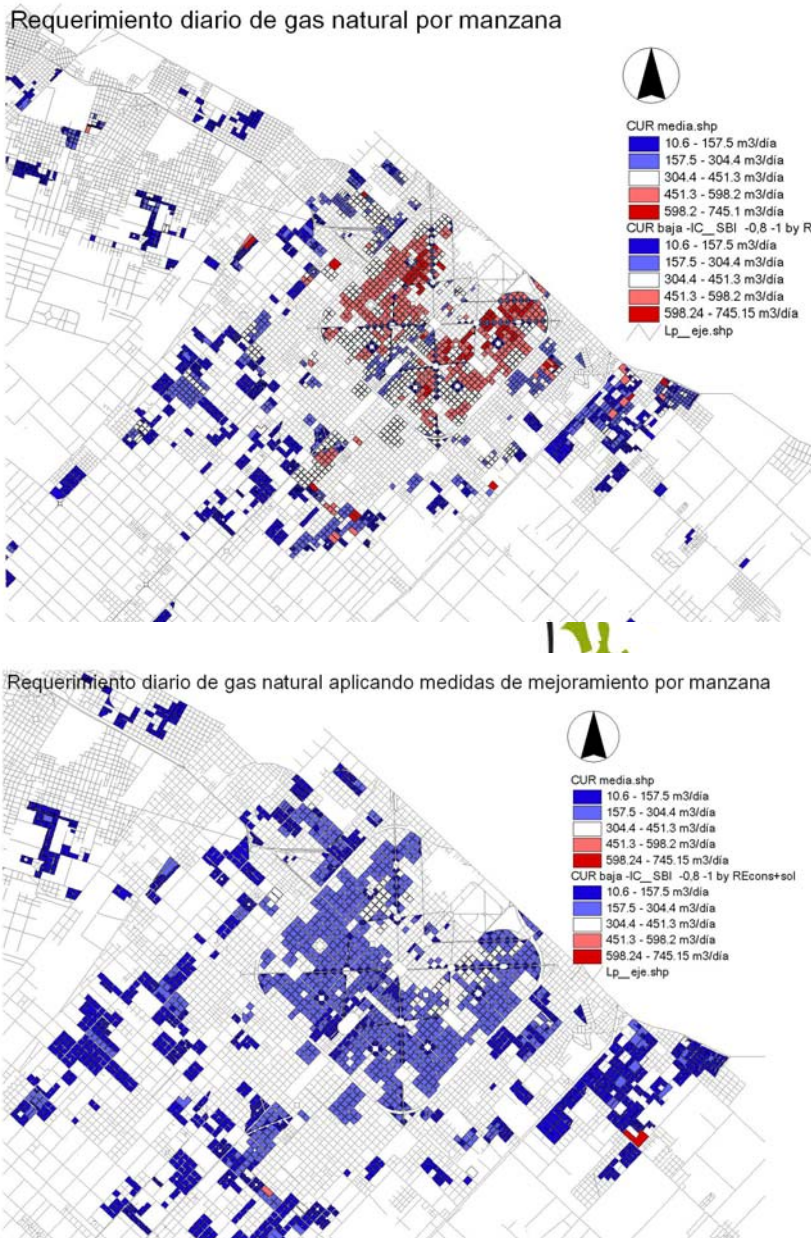 Requerimiento diario de gas natural por manzana
CUR media.shp
10.6 - 157.5 m3/día
157.5 - 304.4 m3/día
304.4 - 451.3 m3/día
451.3 - 598.2 m3/día
598.2 - 745.1 m3/día
CUR baja -IC__SBI -0,8 -1 by R
10.6 - 157.5 m3/día
157.5 - 304.4 m3/día
304.4 - 451.3 m3/día
451.3 - 598.2 m3/día
598.24 - 745.15 m3/día
Lp__eje.shp
Requerimiento diario de gas natural aplicando medidas de mejoramiento por manzana
CUR media.shp
10.6 - 157.5 m3/día
157.5 - 304.4 m3/día
304.4 - 451.3 m3/día
451.3 - 598.2 m3/día
598.24 - 745.15 m3/día
CUR baja -IC__SBI -0,8 -1 by REcons+sol
10.6 - 157.5 m3/día
157.5 - 304.4 m3/día
304.4 - 451.3 m3/día
451.3 - 598.2 m3/día
598.24 - 745.15 m3/día
Lp__eje.shp